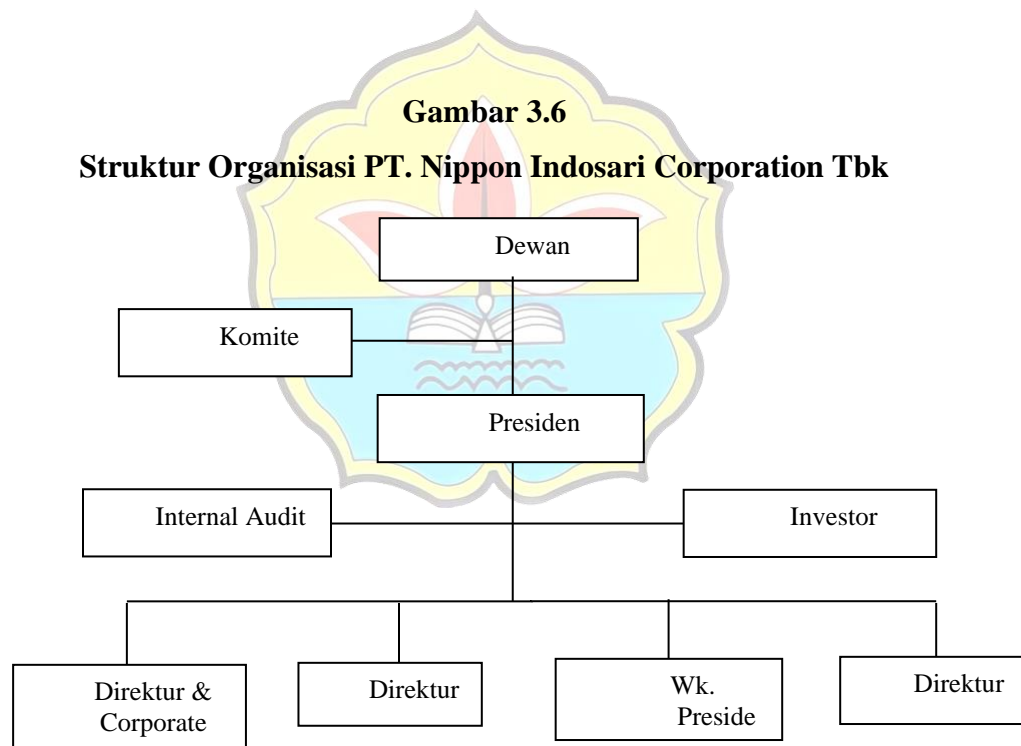 Gambar 3.6
Struktur Organisasi PT. Nippon Indosari Corporation Tbk
Dewan
Komite
Presiden
Internal Audit
Investor
Direktur &
Corporate
Direktur
Wk.
Preside
Direktur